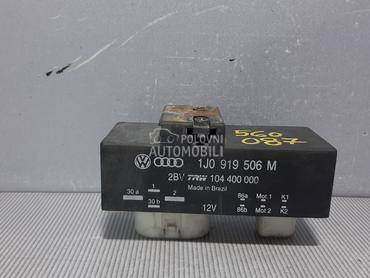 POLOVNI
AUTOMOBILI
560
087
1J0 919 506 M
2BV TRW 104 400 000
Made in Brazil
30 a 1 2
30 b
12V
86a Mot 1 K1
86b Mot 2 K2